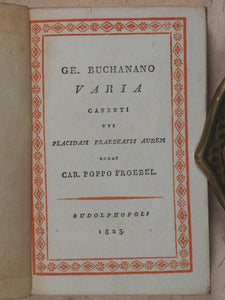 GE. BUCHANANO
VARIA
CANENTI
UTI
PLACIDAM PRAEBEATIS AUREM
ROGAT
CAR. POPPO FROEBEL.
RUDOLPHOPOLI
1823.